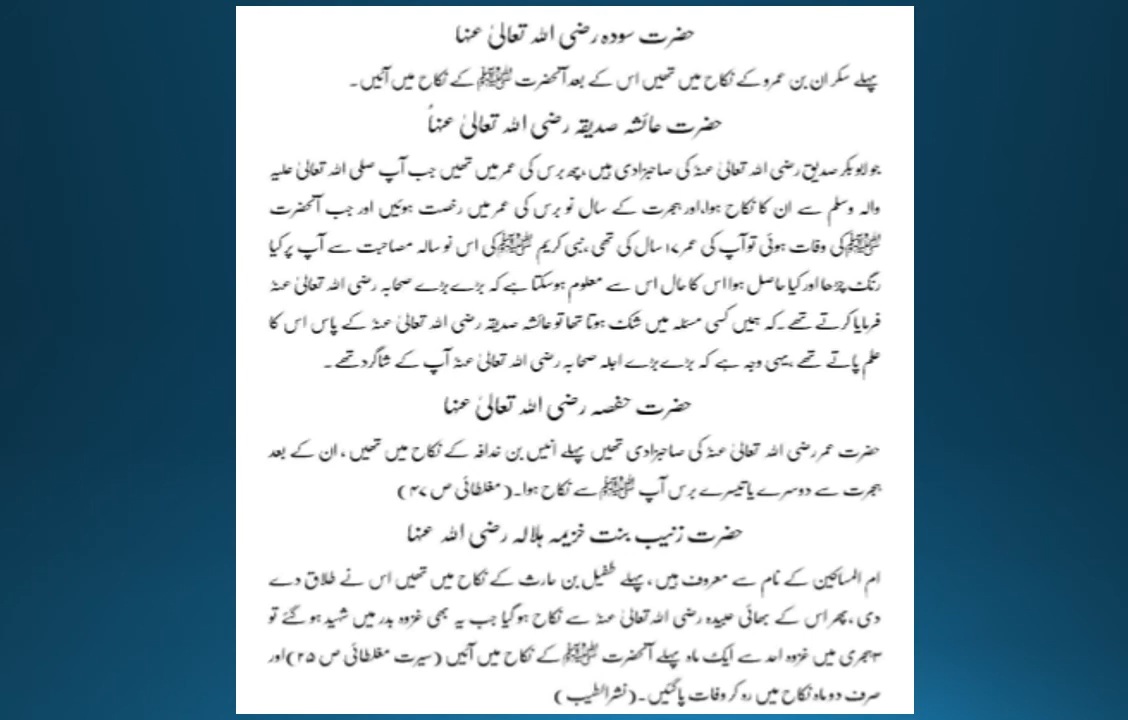 حضرت سودہ رضی اللہ تعالیٰ عنہا
پہلے سکران بن عمرو کے نکاح میں تھیں اس کے بعد آنحضرت ﷺ کے نکاح میں آئیں۔
حضرت عائشہ صدیقہ رضی اللہ تعالیٰ عنہاً
جو ابو بکر صدیق رضی اللہ تعالیٰ عنہٗ کی صاحبزادی ہیں، چھ برس کی عمر میں تھیں جب آپ صلی اللہ تعالیٰ علیہ
والہ وسلم سے ان کا نکاح ہوا، اور ہجرت کے سال نو برس کی عمر میں رخصت ہوئیں اور جب آنحضرت
ﷺ کی وفات ہوئی تو آپ کی عمر ۱۷ سال کی تھی، نبی کریم ﷺ کی اس نو سالہ مصاحبت سے آپ پر کیا
رنگ چڑھا اور کیا حاصل ہوا اس کا حال اس سے معلوم ہوسکتا ہے کہ بڑے بڑے صحابہ رضی اللہ تعالیٰ عنہٗ
فرمایا کرتے تھے۔ کہ ہمیں کسی مسئلہ میں شک ہوتا تھا تو عائشہ صدیقہ رضی اللہ تعالیٰ عنہٗ کے پاس اس کا
علم پاتے تھے، یہی وجہ ہے کہ بڑے بڑے اجلہ صحابہ رضی اللہ تعالیٰ عنہٗ آپ کے شاگرد تھے۔
حضرت حفصہ رضی اللہ تعالیٰ عنہا
حضرت عمر رضی اللہ تعالیٰ عنہٗ کی صاحبزادی تھیں پہلے انیس بن خدافہ کے نکاح میں تھیں، ان کے بعد
ہجرت سے دوسرے یا تیسرے برس آپ ﷺ سے نکاح ہوا۔ (مغلطائی ص ۴۷)
حضرت زنیب بنت خزیمہ ہلالہ رضی اللہ عنہا
ام المساکین کے نام سے معروف ہیں، پہلے طفیل بن حارث کے نکاح میں تھیں اس نے طلاق دے
دی، پھر اس کے بھائی عبیدہ رضی اللہ تعالیٰ عنہٗ سے نکاح ہوگیا جب یہ بھی غزوہ بدر میں شہید ہو گئے تو
۳ہجری میں غزوہ احد سے ایک ماہ پہلے آنحضرت ﷺ کے نکاح میں آئیں (سیرت مغلطائی ص ۲۵) اور
صرف دو ماہ نکاح میں رہ کر وفات پا گئیں۔ (نشر الطیب)